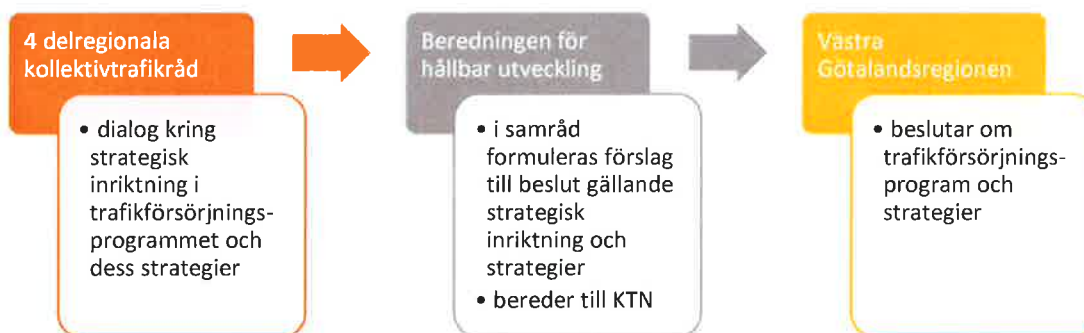 4 delregionala
kollektivtrafikråd
• dialog kring
strategisk
inriktning i
trafikförsörjnings-
programmet och
dess strategier
Beredningen för
hållbar utveckling
• i samråd
formuleras förslag
till beslut gällande
strategisk
inriktning och
strategier
• bereder till KTN
Västra
Götalandsregionen
• beslutar om
trafikförsörjnings-
program och
strategier